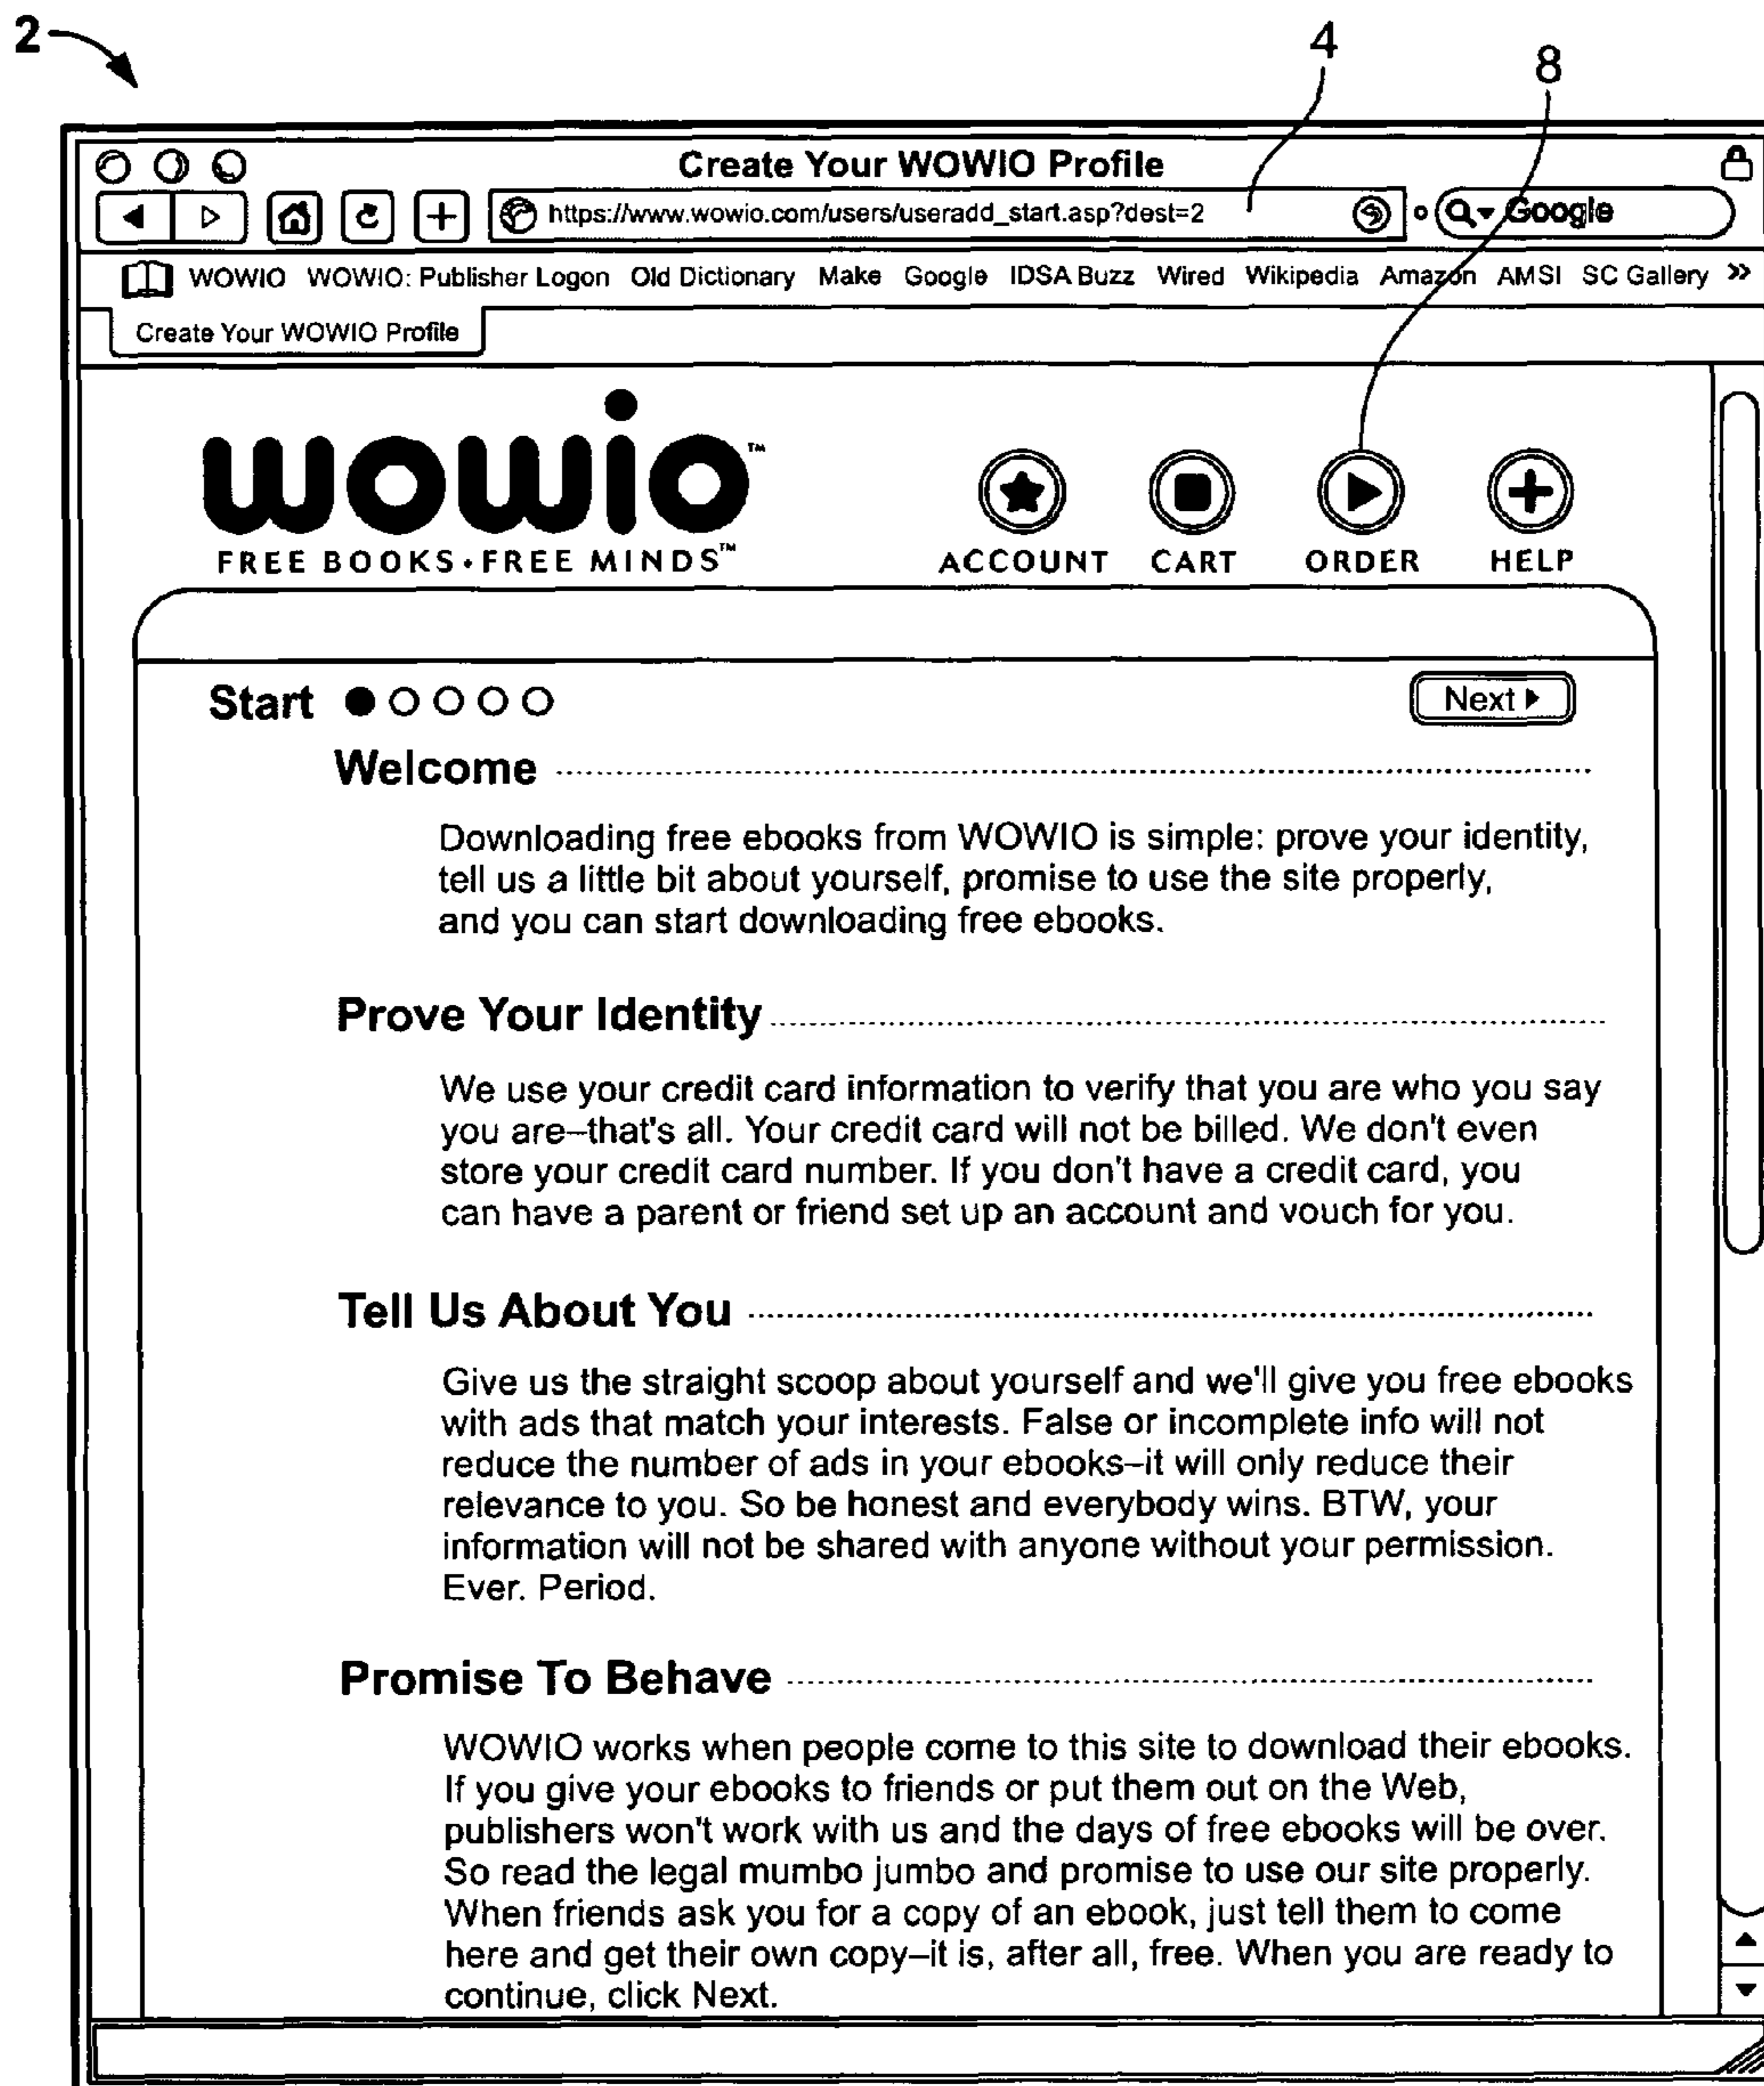 2
4
8
Create Your WOWIO Profile
https://www.wowio.com/users/useradd_start.asp?dest=2
Google
WOWIO WOWIO: Publisher Logon Old Dictionary Make Google IDSA Buzz Wired Wikipedia Amazon AMSI SC Gallery »
Create Your WOWIO Profile
wowio™
FREE BOOKS·FREE MINDS™
ACCOUNT CART ORDER HELP
Start
Next
Welcome
Downloading free ebooks from WOWIO is simple: prove your identity,
tell us a little bit about yourself, promise to use the site properly,
and you can start downloading free ebooks.
Prove Your Identity
We use your credit card information to verify that you are who you say
you are–that's all. Your credit card will not be billed. We don't even
store your credit card number. If you don't have a credit card, you
can have a parent or friend set up an account and vouch for you.
Tell Us About You
Give us the straight scoop about yourself and we'll give you free ebooks
with ads that match your interests. False or incomplete info will not
reduce the number of ads in your ebooks–it will only reduce their
relevance to you. So be honest and everybody wins. BTW, your
information will not be shared with anyone without your permission.
Ever. Period.
Promise To Behave
WOWIO works when people come to this site to download their ebooks.
If you give your ebooks to friends or put them out on the Web,
publishers won't work with us and the days of free ebooks will be over.
So read the legal mumbo jumbo and promise to use our site properly.
When friends ask you for a copy of an ebook, just tell them to come
here and get their own copy–it is, after all, free. When you are ready to
continue, click Next.